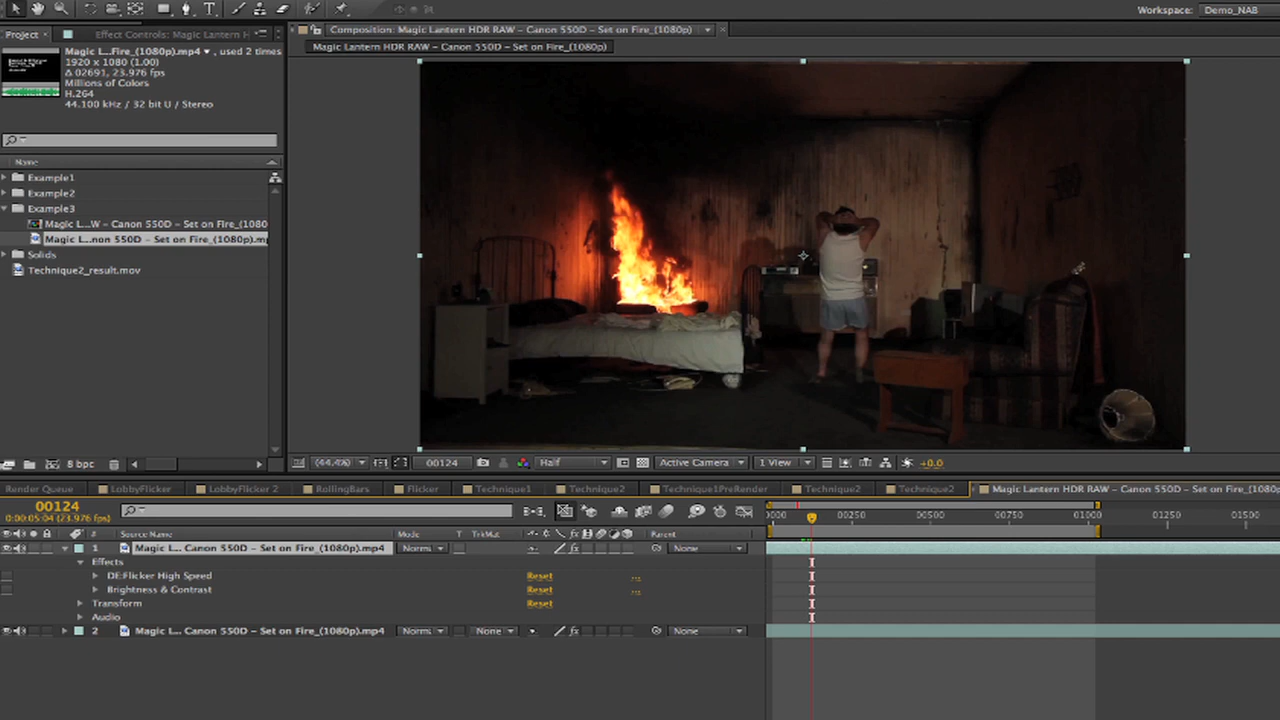 Workspace: Demo_NAB
Project
Effect Controls: Magic Lantern H
Composition: Magic Lantern HDR RAW – Canon 550D – Set on Fire_(1080p)
Magic Lantern HDR RAW – Canon 550D – Set on Fire_(1080p)
Magic L...Fire_(1080p).mp4 , used 2 times
1920 x 1080 (1.00)
Δ 02691, 23.976 fps
Millions of Colors
H.264
44.100 kHz / 32 bit U / Stereo
Name
Example1
Example2
Example3
Magic L...W – Canon 550D – Set on Fire_(1080
Magic L...non 550D – Set on Fire_(1080p).mp
Solids
Technique2_result.mov
8 bpc
(44.4%) 00124 Half Active Camera 1 View +0.0
Render Queue LobbyFlicker LobbyFlicker 2 RollingBars Flicker Technique1 Technique2 Technique1PreRender Technique2 Technique2 Magic Lantern HDR RAW – Canon 550D – Set on Fire_(1080p
00124
0:00:05:04 (23.976 fps)
0000 00250 00500 00750 01000 01250 01500
# Source Name Mode T TrkMat Parent
1 Magic L... Canon 550D – Set on Fire_(1080p).mp4 Norm None
Effects
DE:Flicker High Speed Reset ...
Brightness & Contrast Reset ...
Transform Reset
Audio
2 Magic L... Canon 550D – Set on Fire_(1080p).mp4 Norm None None